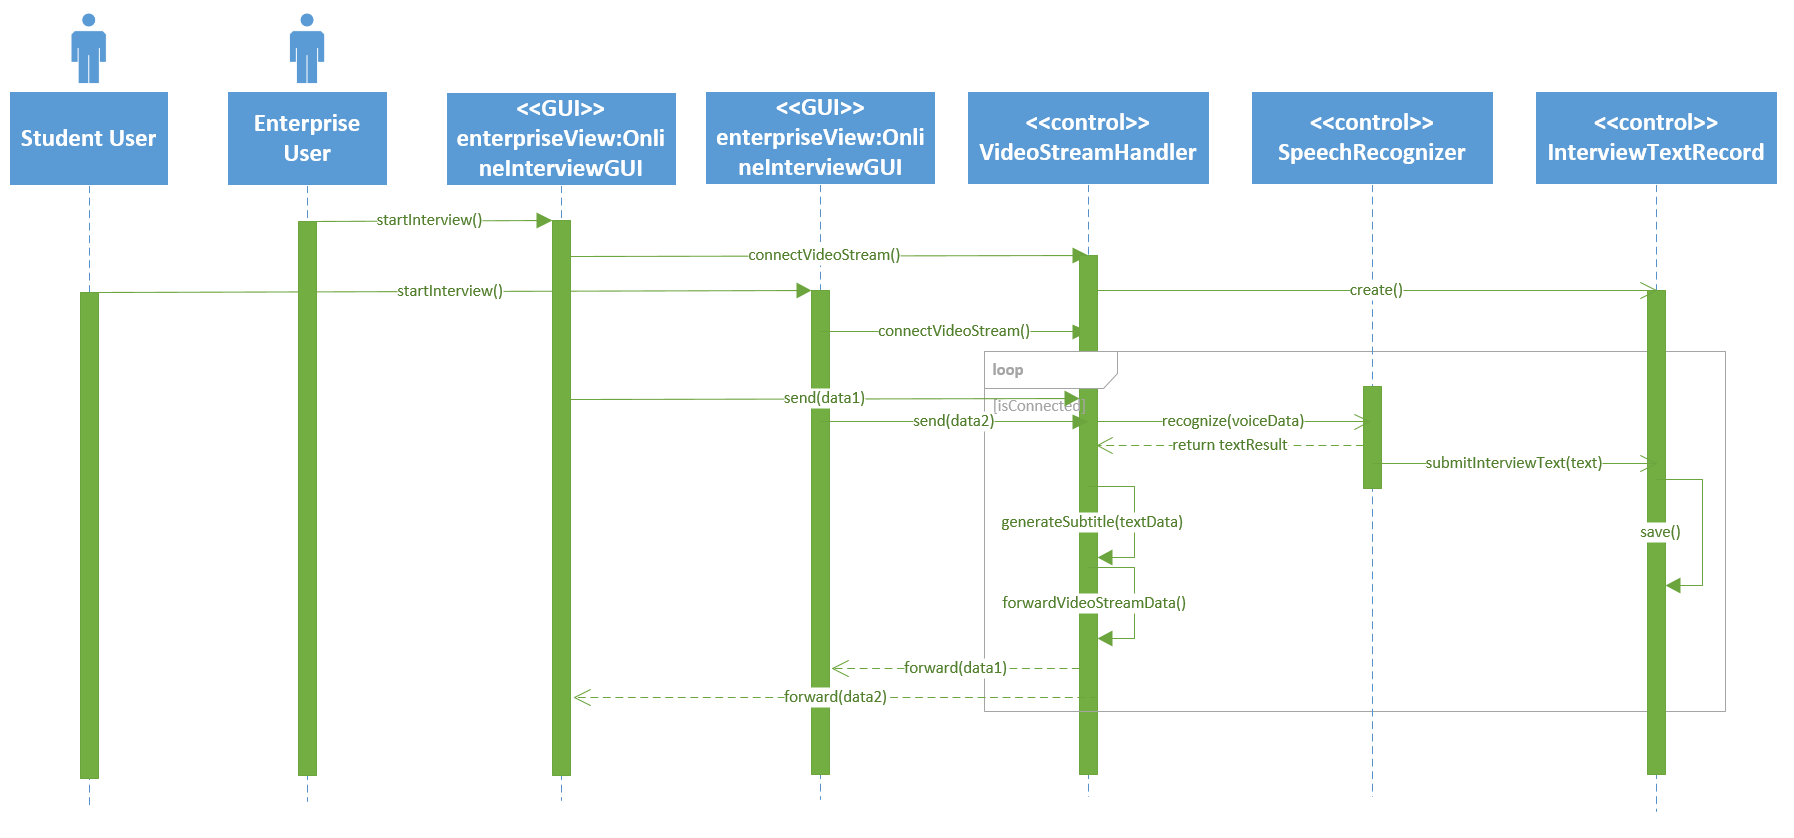 Student User
Enterprise
User
<<GUI>>
enterpriseView:Onli
neInterviewGUI
<<GUI>>
enterpriseView:Onli
neInterviewGUI
<<control>>
VideoStreamHandler
<<control>>
SpeechRecognizer
<<control>>
InterviewTextRecord
startInterview()
connectVideoStream()
startInterview()
create()
connectVideoStream()
loop
[isConnected]
send(data1)
send(data2)
recognize(voiceData)
return textResult
submitInterviewText(text)
generateSubtitle(textData)
save()
forwardVideoStreamData()
forward(data1)
forward(data2)